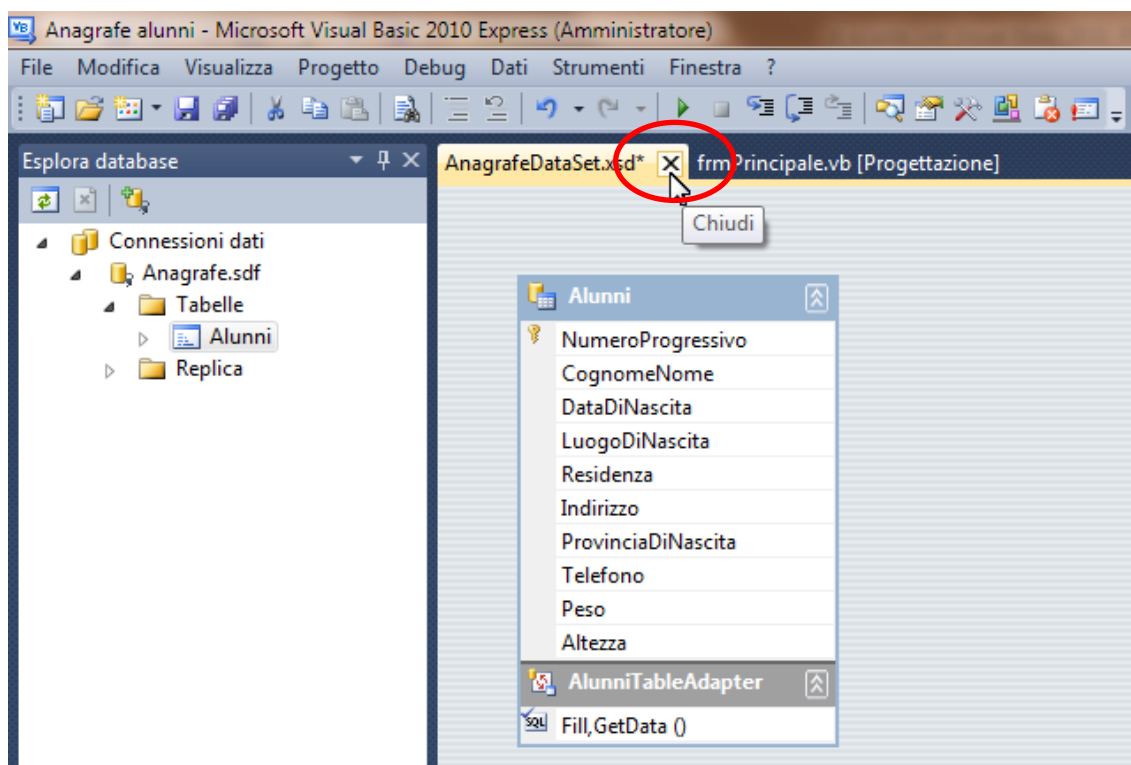 Anagrafe alunni - Microsoft Visual Basic 2010 Express (Amministratore)
File Modifica Visualizza Progetto Debug Dati Strumenti Finestra ?
Esplora database
AnagrafeDataSet.xsd* frmPrincipale.vb [Progettazione]
Chiudi
Connessioni dati
Anagrafe.sdf
Tabelle
Alunni
Replica
Alunni
NumeroProgressivo
CognomeNome
DataDiNascita
LuogoDiNascita
Residenza
Indirizzo
ProvinciaDiNascita
Telefono
Peso
Altezza
AlunniTableAdapter
SQL Fill,GetData ()